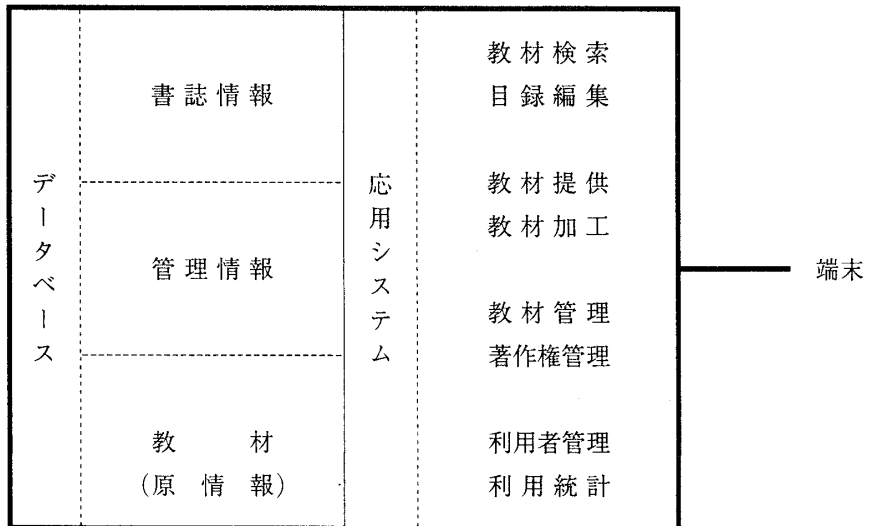 データベース
書誌情報
管理情報
教材
(原情報)
応用システム
教材検索
目録編集
教材提供
教材加工
教材管理
著作権管理
利用者管理
利用統計
端末